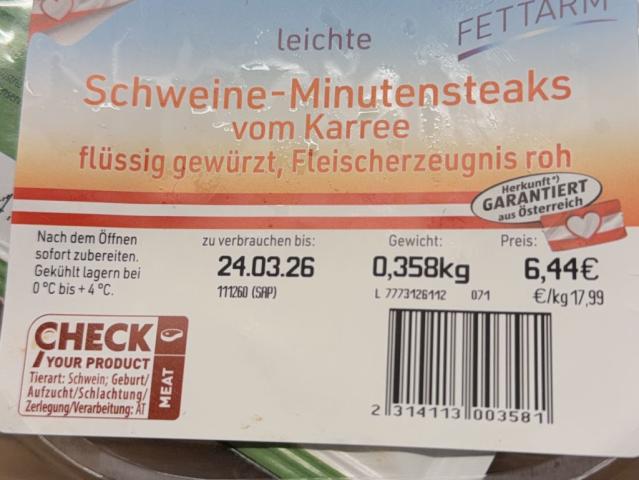 FETTARM
leichte
Schweine-Minutensteaks
vom Karree
flüssig gewürzt, Fleischerzeugnis roh
Herkunft*)
GARANTIERT
aus Österreich
Nach dem Öffnen
sofort zubereiten.
Gekühlt lagern bei
0 °C bis + 4 °C.
zu verbrauchen bis:
24.03.26
111260 (SAP)
Gewicht:
0,358kg
L 7773126112 071
Preis:
6,44€
€/kg 17,99
CHECK
YOUR PRODUCT
Tierart: Schwein; Geburt/
Aufzucht/Schlachtung/
Zerlegung/Verarbeitung: AT
MEAT
2 314113 003581